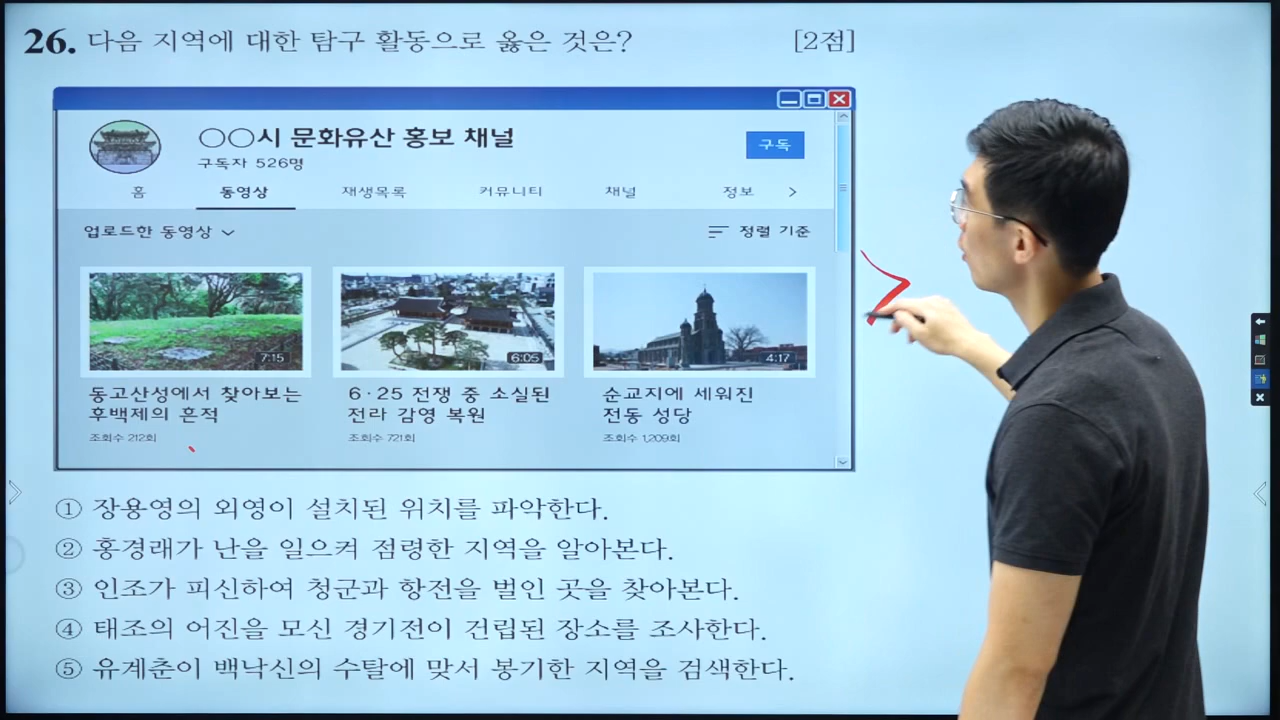 26. 다음 지역에 대한 탐구 활동으로 옳은 것은? [2점]
○○시 문화유산 홍보 채널
구독자 526명
구독
홈 동영상 재생목록 커뮤니티 채널 정보
업로드한 동영상
정렬 기준
7:15
6:05
4:17
동고산성에서 찾아보는
후백제의 흔적
조회수 212회
6·25 전쟁 중 소실된
전라 감영 복원
조회수 721회
순교지에 세워진
전동 성당
조회수 1,209회
① 장용영의 외영이 설치된 위치를 파악한다.
② 홍경래가 난을 일으켜 점령한 지역을 알아본다.
③ 인조가 피신하여 청군과 항전을 벌인 곳을 찾아본다.
④ 태조의 어진을 모신 경기전이 건립된 장소를 조사한다.
⑤ 유계춘이 백낙신의 수탈에 맞서 봉기한 지역을 검색한다.